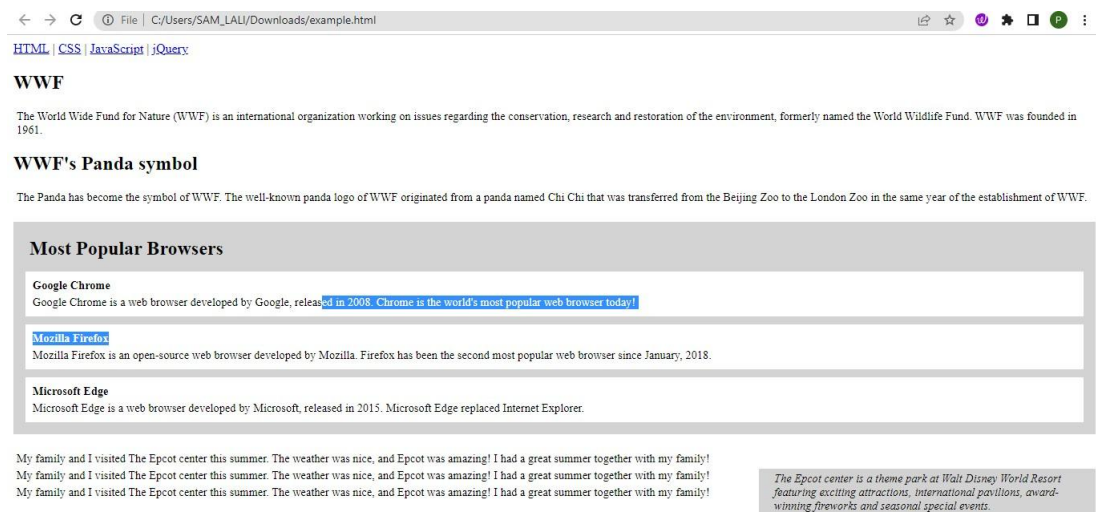 File | C:/Users/SAM_LALI/Downloads/example.html
P
HTML | CSS | JavaScript | jQuery
WWF
The World Wide Fund for Nature (WWF) is an international organization working on issues regarding the conservation, research and restoration of the environment, formerly named the World Wildlife Fund. WWF was founded in
1961.
WWF's Panda symbol
The Panda has become the symbol of WWF. The well-known panda logo of WWF originated from a panda named Chi Chi that was transferred from the Beijing Zoo to the London Zoo in the same year of the establishment of WWF.
Most Popular Browsers
Google Chrome
Google Chrome is a web browser developed by Google, released in 2008. Chrome is the world's most popular web browser today!
Mozilla Firefox
Mozilla Firefox is an open-source web browser developed by Mozilla. Firefox has been the second most popular web browser since January, 2018.
Microsoft Edge
Microsoft Edge is a web browser developed by Microsoft, released in 2015. Microsoft Edge replaced Internet Explorer.
My family and I visited The Epcot center this summer. The weather was nice, and Epcot was amazing! I had a great summer together with my family!
My family and I visited The Epcot center this summer. The weather was nice, and Epcot was amazing! I had a great summer together with my family!
My family and I visited The Epcot center this summer. The weather was nice, and Epcot was amazing! I had a great summer together with my family!
The Epcot center is a theme park at Walt Disney World Resort
featuring exciting attractions, international pavilions, award-
winning fireworks and seasonal special events.